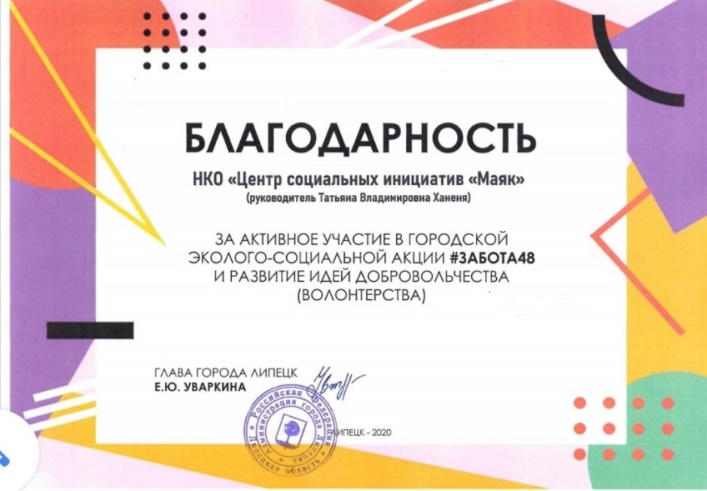 БЛАГОДАРНОСТЬ
НКО «Центр социальных инициатив «Маяк»
(руководитель Татьяна Владимировна Ханеня)
ЗА АКТИВНОЕ УЧАСТИЕ В ГОРОДСКОЙ
ЭКОЛОГО-СОЦИАЛЬНОЙ АКЦИИ #ЗАБОТА48
И РАЗВИТИЕ ИДЕЙ ДОБРОВОЛЬЧЕСТВА
(ВОЛОНТЕРСТВА)
ГЛАВА ГОРОДА ЛИПЕЦК
Е.Ю. УВАРКИНА
Российская Федерация
Администрация города Липецка
Липецкая область
ЛИПЕЦК - 2020